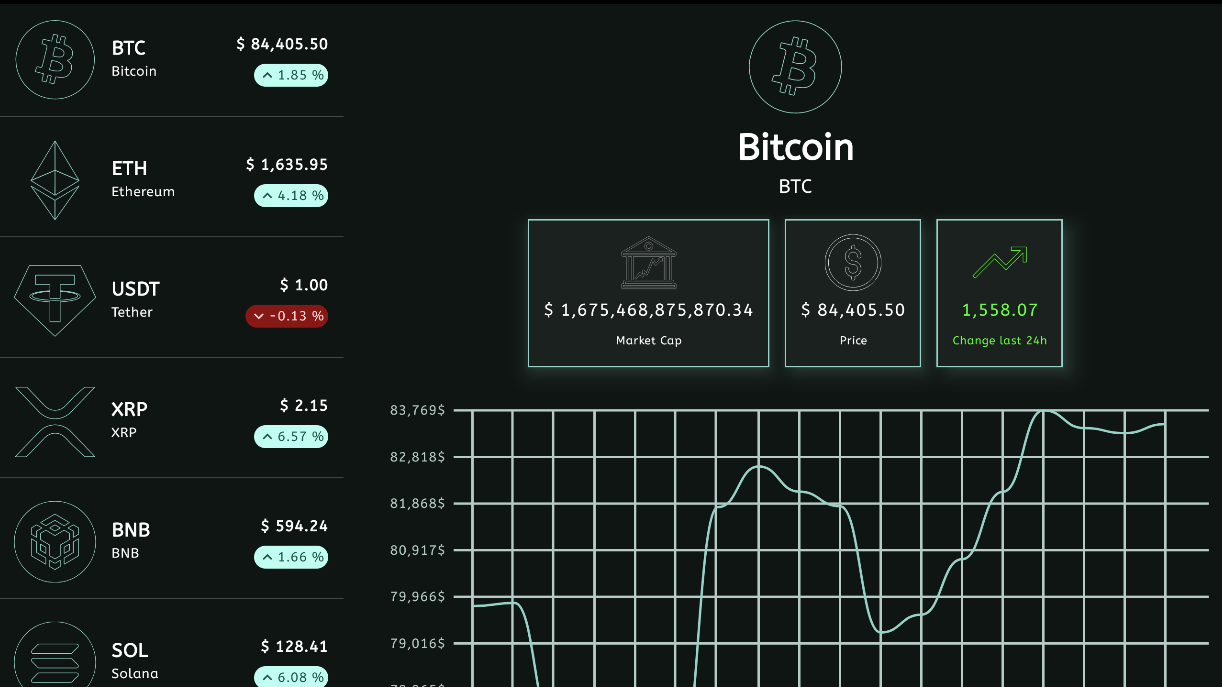 BTC
Bitcoin
$ 84,405.50
1.85 %
ETH
Ethereum
$ 1,635.95
4.18 %
USDT
Tether
$ 1.00
-0.13 %
XRP
XRP
$ 2.15
6.57 %
BNB
BNB
$ 594.24
1.66 %
SOL
Solana
$ 128.41
6.08 %
Bitcoin
BTC
$ 1,675,468,875,870.34
Market Cap
$ 84,405.50
Price
1,558.07
Change last 24h
83,769$
82,818$
81,868$
80,917$
79,966$
79,016$